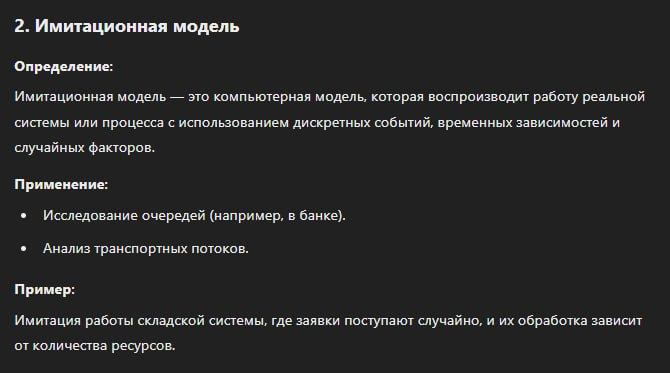 2. Имитационная модель
Определение:
Имитационная модель — это компьютерная модель, которая воспроизводит работу реальной
системы или процесса с использованием дискретных событий, временных зависимостей и
случайных факторов.
Применение:
• Исследование очередей (например, в банке).
• Анализ транспортных потоков.
Пример:
Имитация работы складской системы, где заявки поступают случайно, и их обработка зависит
от количества ресурсов.